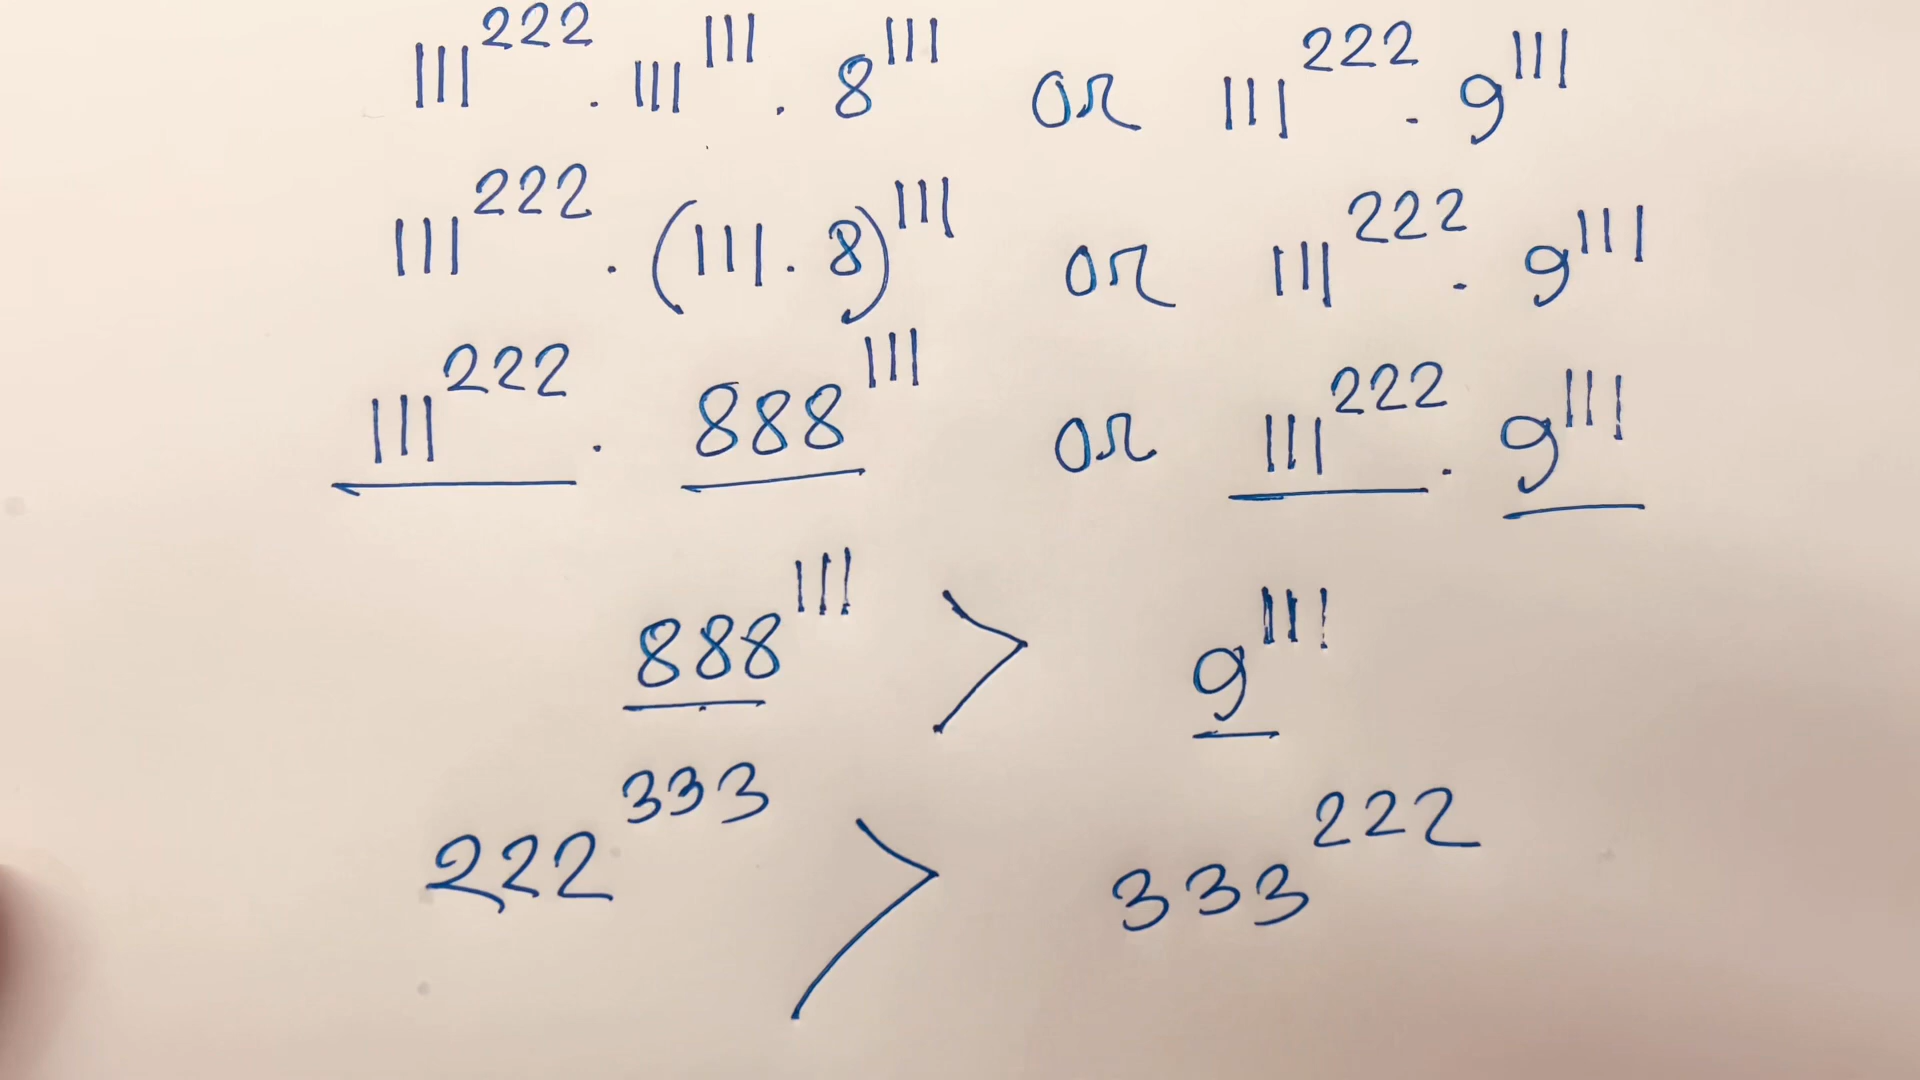 111^222 . 111^111 . 8^111 or 111^222 . 9^111
111^222 . (111 . 8)^111 or 111^222 . 9^111
111^222 . 888^111 or 111^222 . 9^111
888^111 > 9^111
222^333 > 333^222